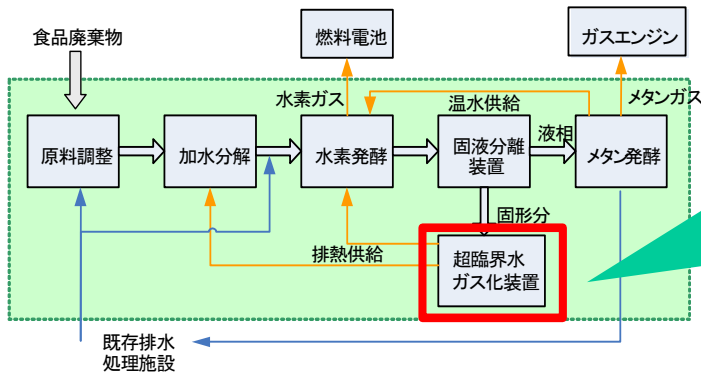 食品廃棄物
燃料電池
ガスエンジン
水素ガス
温水供給
メタンガス
原料調整
加水分解
水素発酵
固液分離
装置
液相
メタン発酵
固形分
排熱供給
超臨界水
ガス化装置
既存排水
処理施設